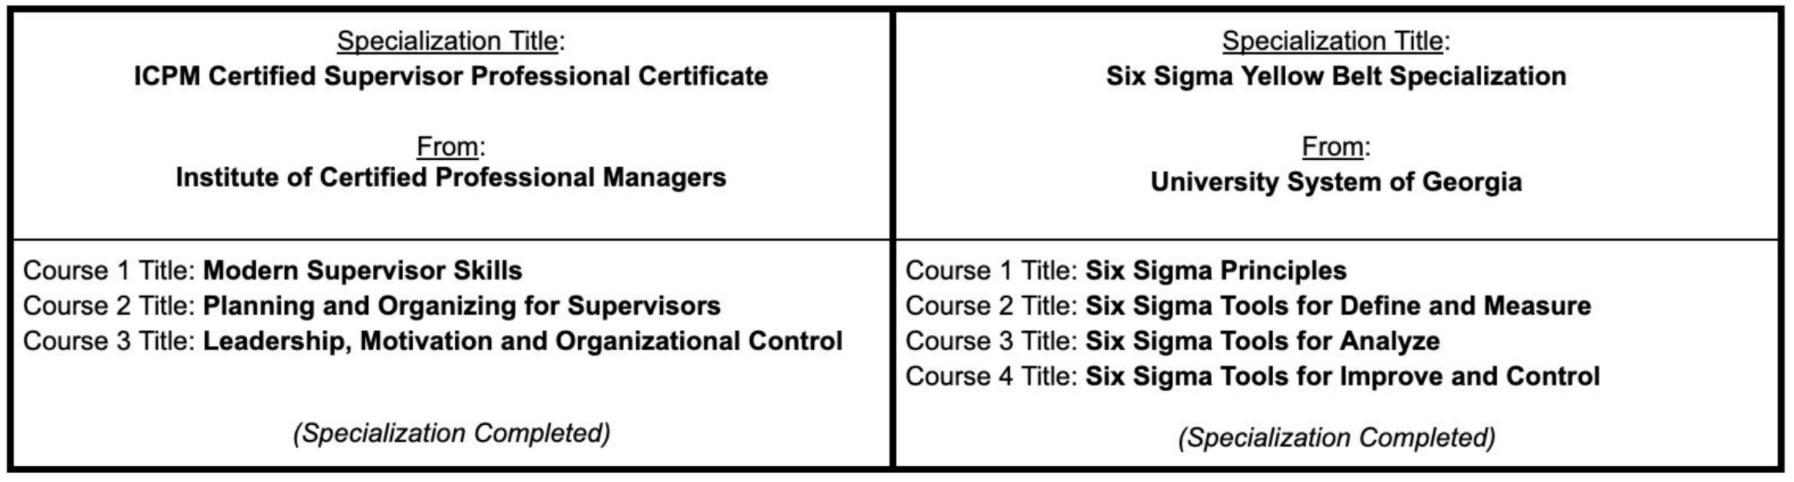 Specialization Title:
ICPM Certified Supervisor Professional Certificate
From:
Institute of Certified Professional Managers
Course 1 Title: Modern Supervisor Skills
Course 2 Title: Planning and Organizing for Supervisors
Course 3 Title: Leadership, Motivation and Organizational Control
(Specialization Completed)
Specialization Title:
Six Sigma Yellow Belt Specialization
From:
University System of Georgia
Course 1 Title: Six Sigma Principles
Course 2 Title: Six Sigma Tools for Define and Measure
Course 3 Title: Six Sigma Tools for Analyze
Course 4 Title: Six Sigma Tools for Improve and Control
(Specialization Completed)